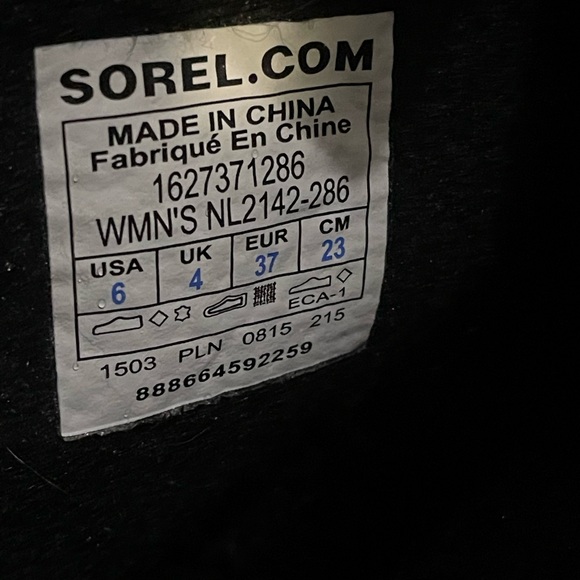 SOREL.COM
MADE IN CHINA
Fabriqué En Chine
1627371286
WMN'S NL2142-286
USA UK EUR CM
6 4 37 23
ECA-1
1503 PLN 0815 215
888664592259